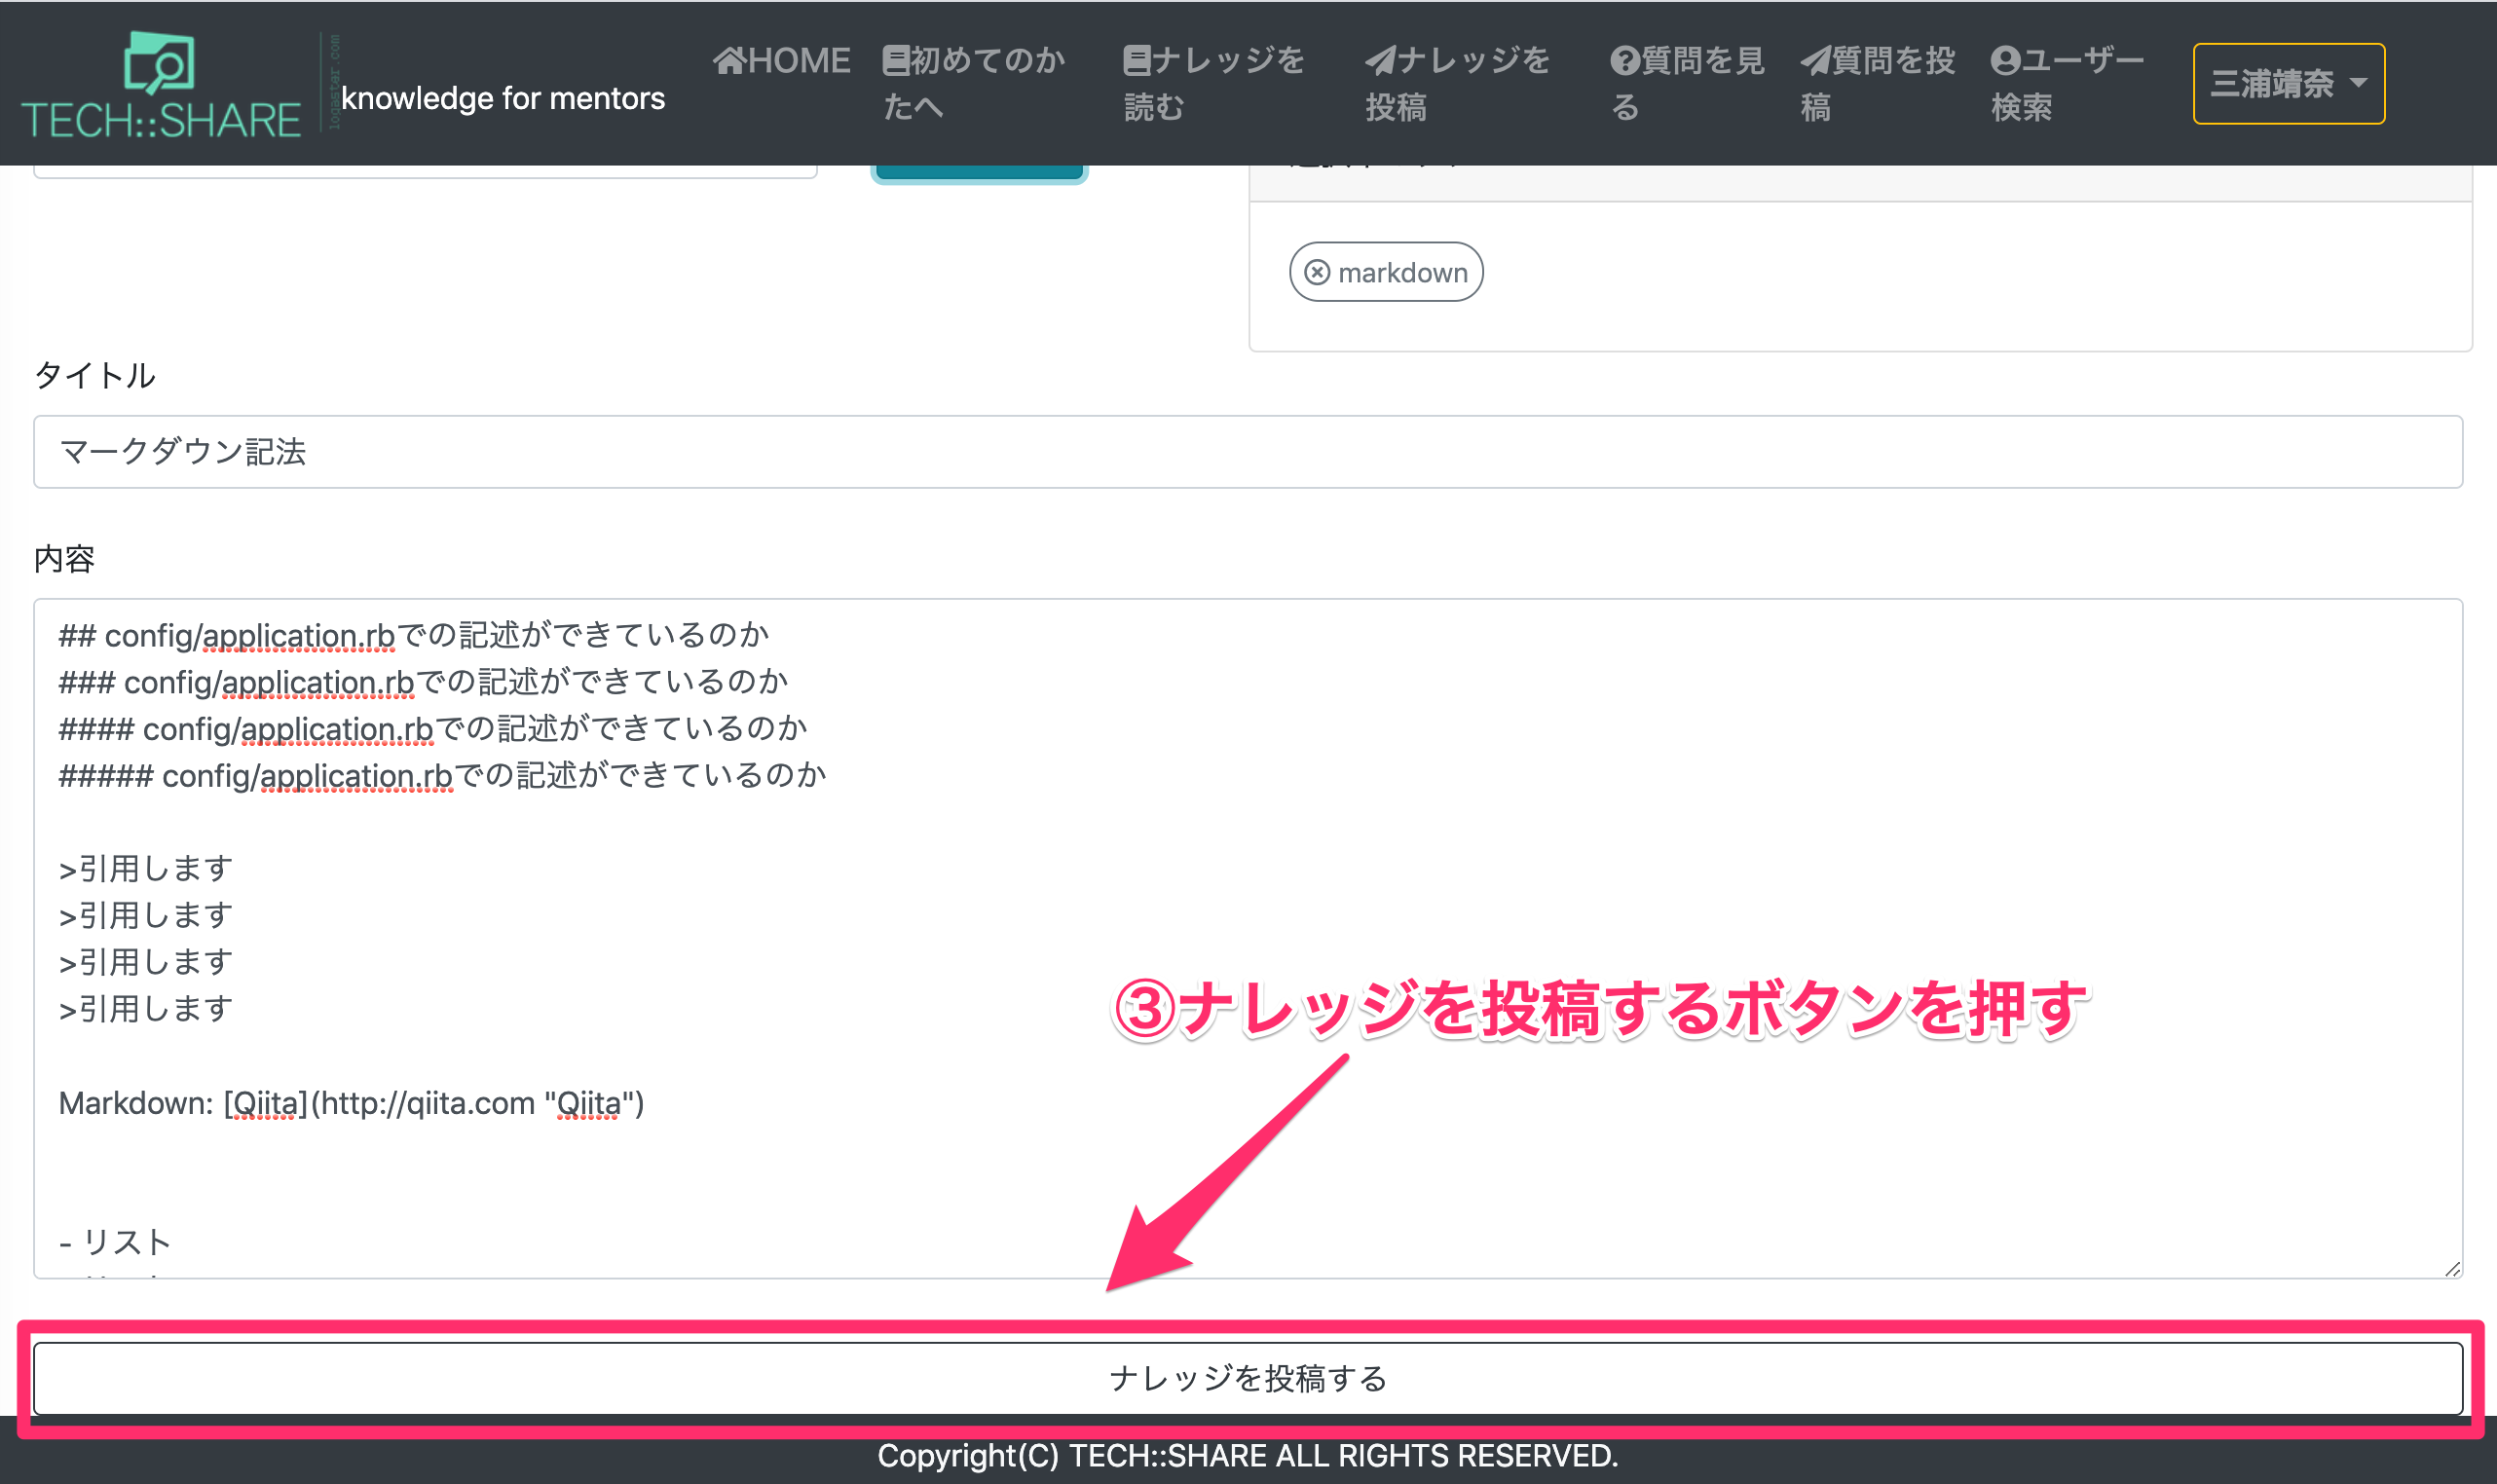 TECH::SHARE
logaster.com
knowledge for mentors
HOME
初めてのか
たへ
ナレッジを
読む
ナレッジを
投稿
質問を見
る
質問を投
稿
ユーザー
検索
三浦靖奈
markdown
タイトル
マークダウン記法
内容
## config/application.rbでの記述ができているのか
### config/application.rbでの記述ができているのか
#### config/application.rbでの記述ができているのか
##### config/application.rbでの記述ができているのか
>引用します
>引用します
>引用します
>引用します
Markdown: [Qiita](http://qiita.com "Qiita")
- リスト
③ナレッジを投稿するボタンを押す
ナレッジを投稿する
Copyright(C) TECH::SHARE ALL RIGHTS RESERVED.